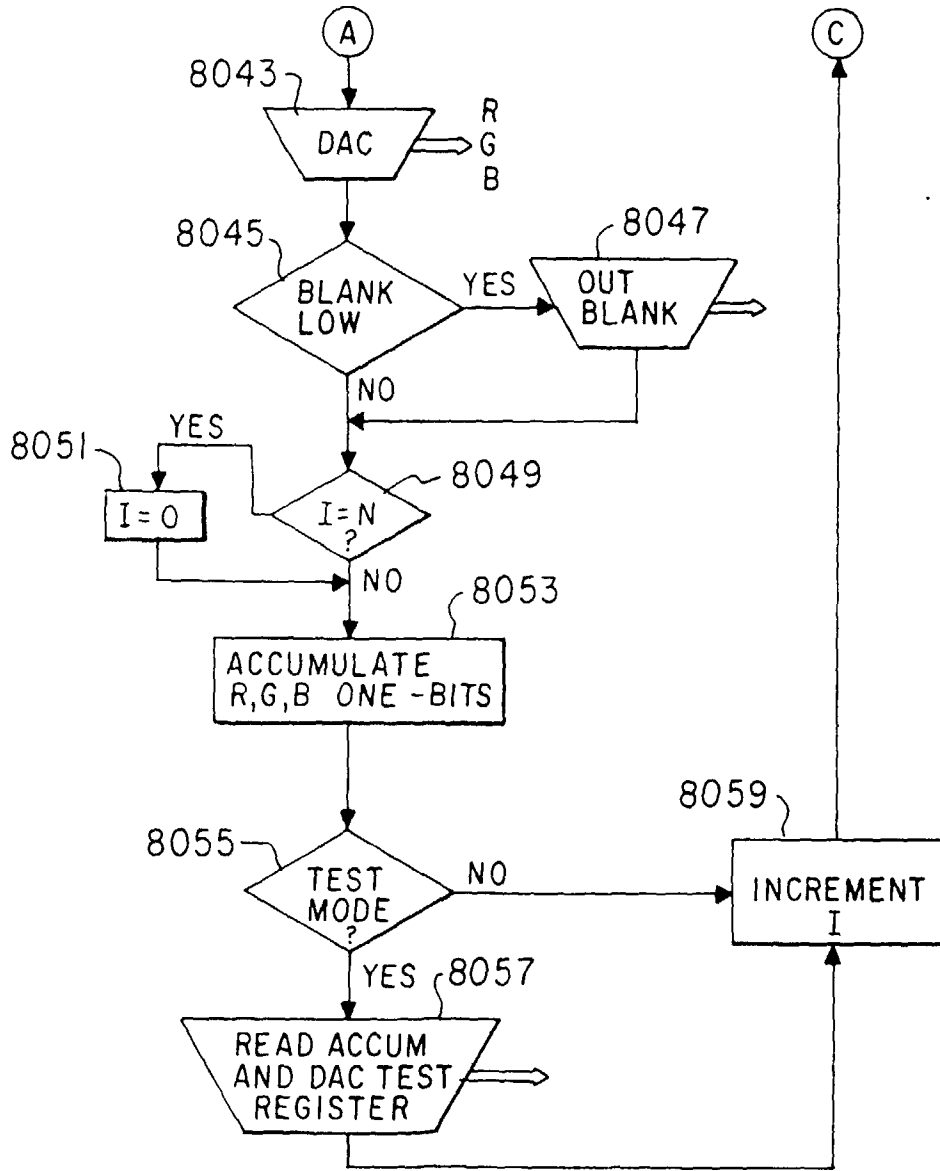 A
C
8043
DAC
R
G
B
8045
BLANK
LOW
YES
8047
OUT
BLANK
NO
YES
8051
I=0
8049
I=N
?
NO
8053
ACCUMULATE
R,G,B ONE-BITS
8055
TEST
MODE
?
NO
8059
INCREMENT
I
YES
8057
READ ACCUM
AND DAC TEST
REGISTER